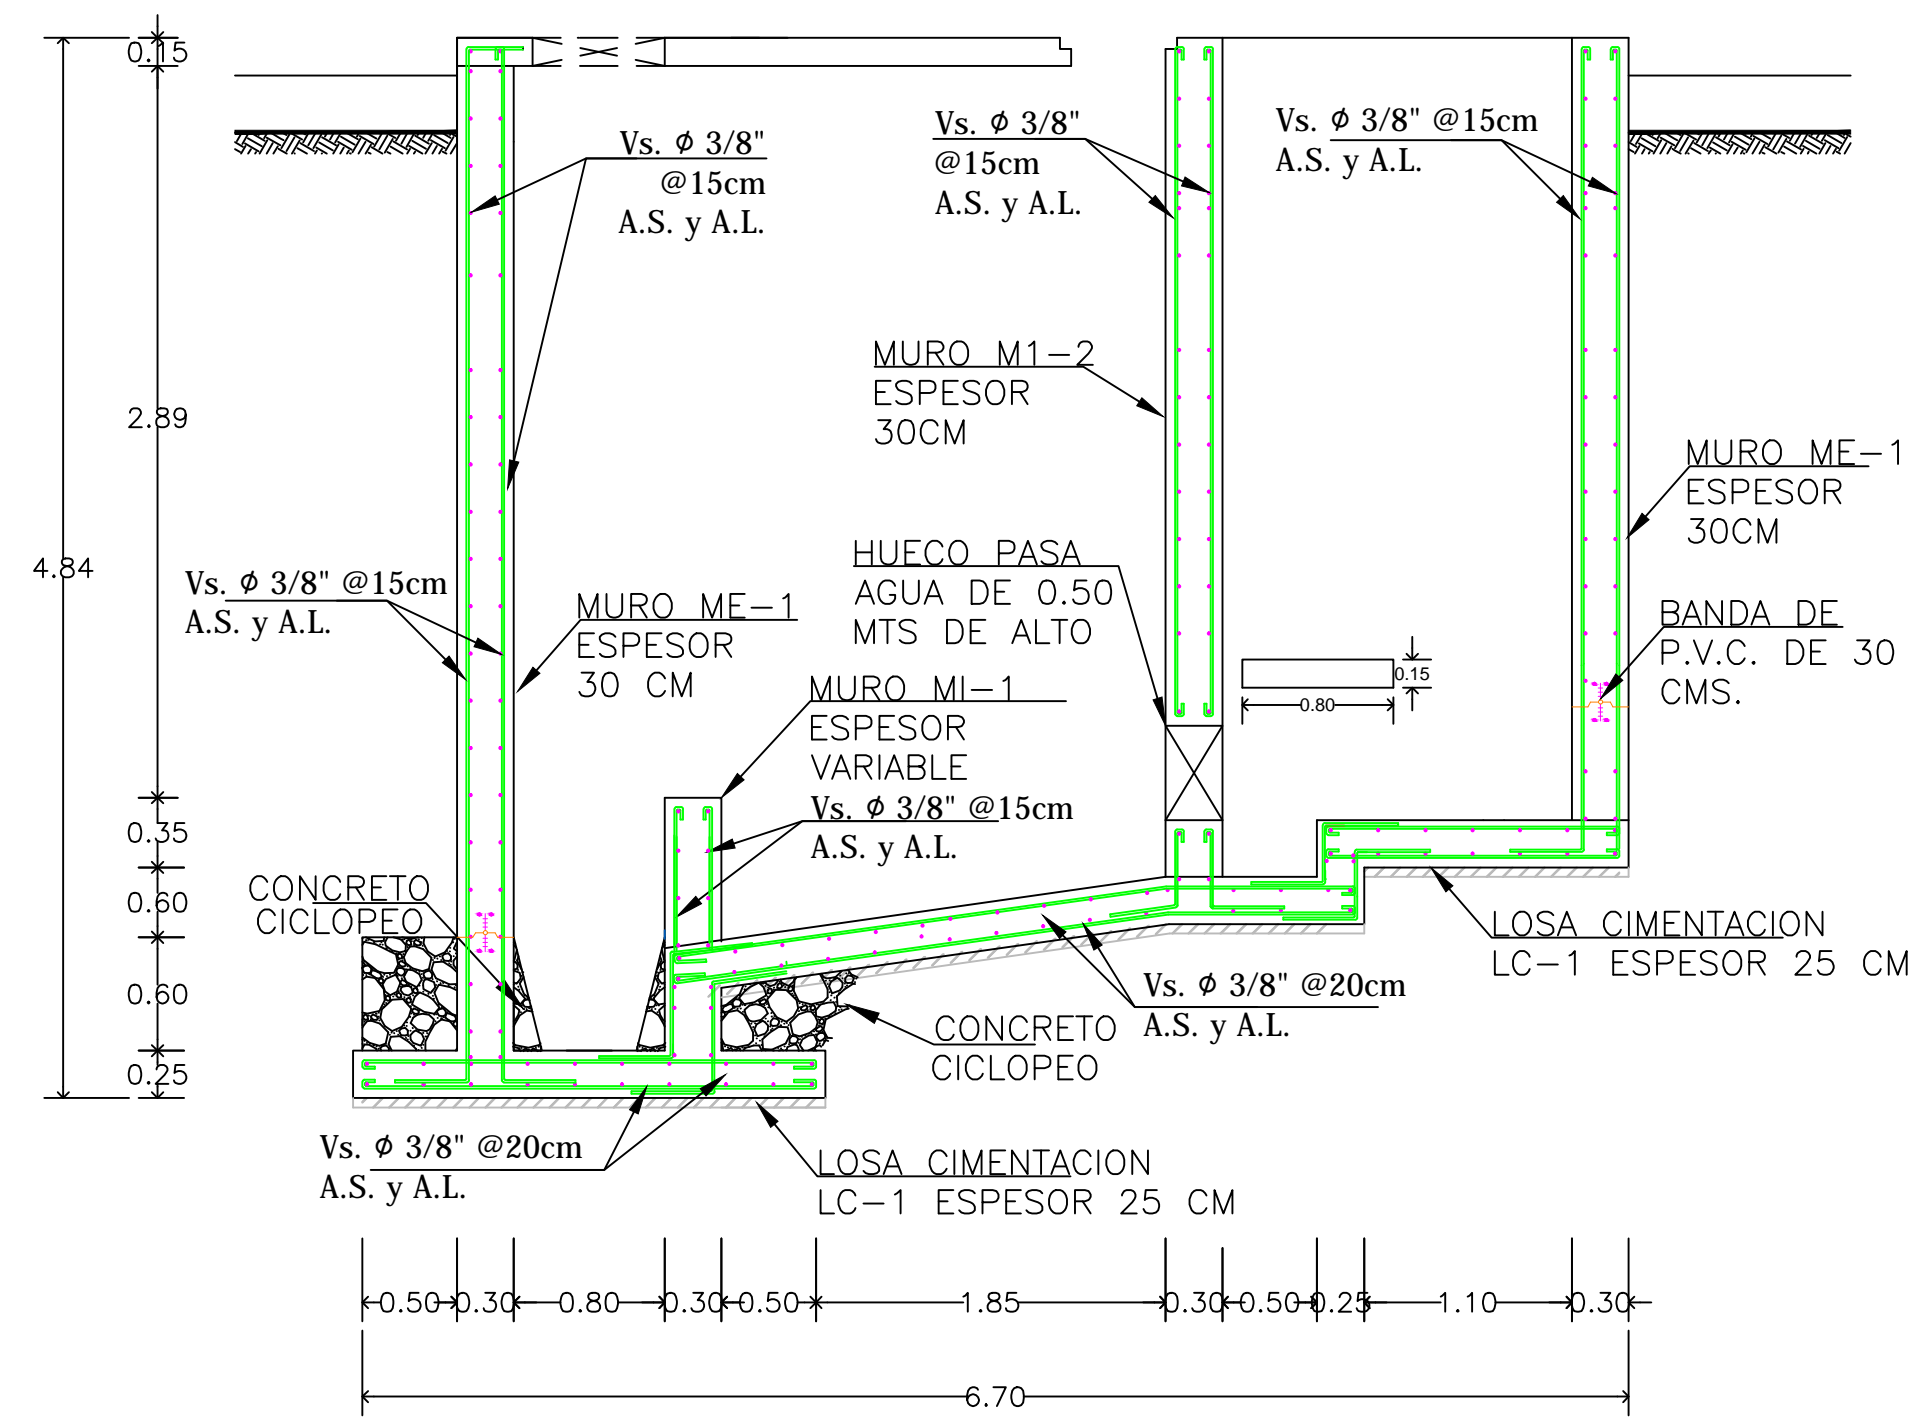 0.15
Vs. ϕ 3/8"
@15cm
A.S. y A.L.
Vs. ϕ 3/8"
@15cm
A.S. y A.L.
Vs. ϕ 3/8" @15cm
A.S. y A.L.
2.89
4.84
MURO M1-2
ESPESOR
30CM
MURO ME-1
ESPESOR
30CM
Vs. ϕ 3/8" @15cm
A.S. y A.L.
MURO ME-1
ESPESOR
30 CM
HUECO PASA
AGUA DE 0.50
MTS DE ALTO
BANDA DE
P.V.C. DE 30
CMS.
0.15
0.80
MURO MI-1
ESPESOR
VARIABLE
Vs. ϕ 3/8" @15cm
A.S. y A.L.
0.35
0.60
0.60
0.25
CONCRETO
CICLOPEO
LOSA CIMENTACION
LC-1 ESPESOR 25 CM
Vs. ϕ 3/8" @20cm
A.S. y A.L.
CONCRETO
CICLOPEO
Vs. ϕ 3/8" @20cm
A.S. y A.L.
LOSA CIMENTACION
LC-1 ESPESOR 25 CM
0.50 0.30 0.80 0.30 0.50 1.85 0.30 0.50 0.25 1.10 0.30
6.70